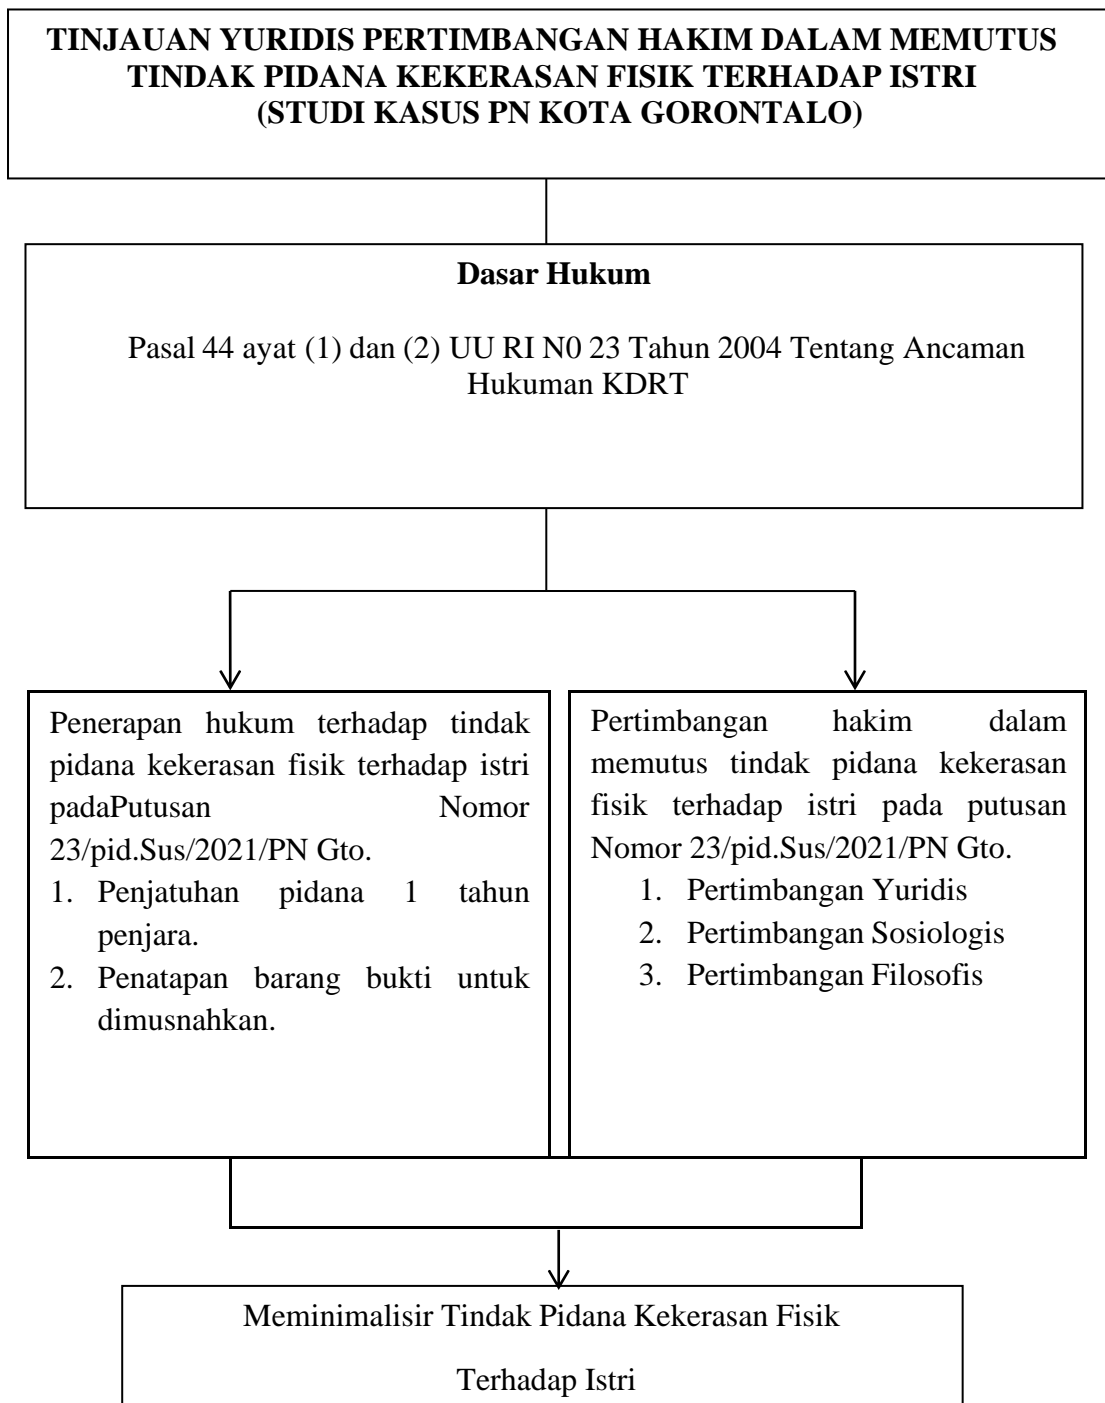 TINJAUAN YURIDIS PERTIMBANGAN HAKIM DALAM MEMUTUS
TINDAK PIDANA KEKERASAN FISIK TERHADAP ISTRI
(STUDI KASUS PN KOTA GORONTALO)
Dasar Hukum
Pasal 44 ayat (1) dan (2) UU RI N0 23 Tahun 2004 Tentang Ancaman
Hukuman KDRT
Penerapan hukum terhadap tindak
pidana kekerasan fisik terhadap istri
padaPutusan Nomor
23/pid.Sus/2021/PN Gto.
1. Penjatuhan pidana 1 tahun
penjara.
2. Penatapan barang bukti untuk
dimusnahkan.
Pertimbangan hakim dalam
memutus tindak pidana kekerasan
fisik terhadap istri pada putusan
Nomor 23/pid.Sus/2021/PN Gto.
1. Pertimbangan Yuridis
2. Pertimbangan Sosiologis
3. Pertimbangan Filosofis
Meminimalisir Tindak Pidana Kekerasan Fisik
Terhadap Istri